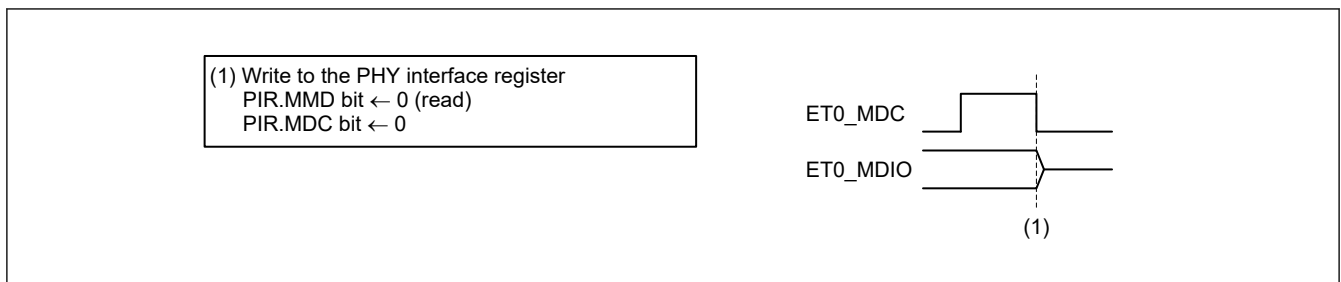 (1) Write to the PHY interface register
PIR.MMD bit ← 0 (read)
PIR.MDC bit ← 0
ET0_MDC
ET0_MDIO
(1)